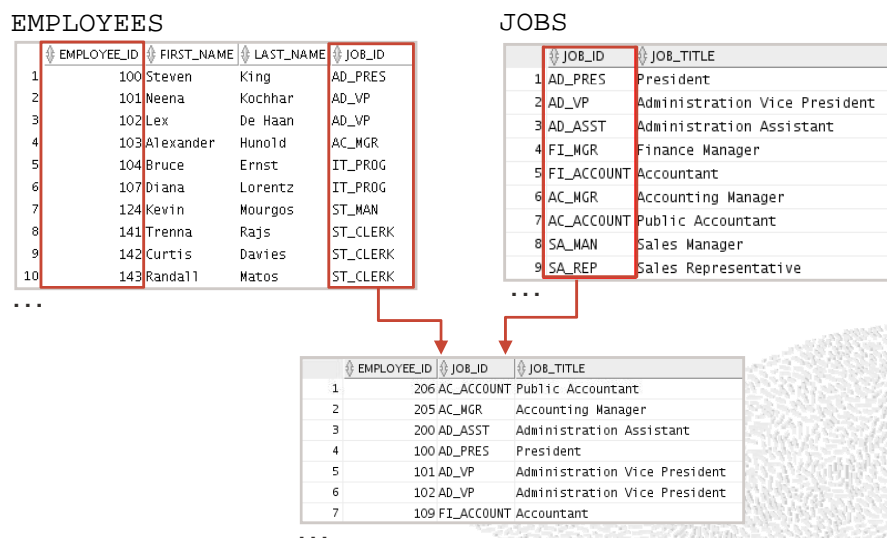 EMPLOYEES
EMPLOYEE_ID FIRST_NAME LAST_NAME JOB_ID
1 100 Steven King AD_PRES
2 101 Neena Kochhar AD_VP
3 102 Lex De Haan AD_VP
4 103 Alexander Hunold AC_MGR
5 104 Bruce Ernst IT_PROG
6 107 Diana Lorentz IT_PROG
7 124 Kevin Mourgos ST_MAN
8 141 Trenna Rajs ST_CLERK
9 142 Curtis Davies ST_CLERK
10 143 Randall Matos ST_CLERK
...
JOBS
JOB_ID JOB_TITLE
1 AD_PRES President
2 AD_VP Administration Vice President
3 AD_ASST Administration Assistant
4 FI_MGR Finance Manager
5 FI_ACCOUNT Accountant
6 AC_MGR Accounting Manager
7 AC_ACCOUNT Public Accountant
8 SA_MAN Sales Manager
9 SA_REP Sales Representative
...
EMPLOYEE_ID JOB_ID JOB_TITLE
1 206 AC_ACCOUNT Public Accountant
2 205 AC_MGR Accounting Manager
3 200 AD_ASST Administration Assistant
4 100 AD_PRES President
5 101 AD_VP Administration Vice President
6 102 AD_VP Administration Vice President
7 109 FI_ACCOUNT Accountant
...